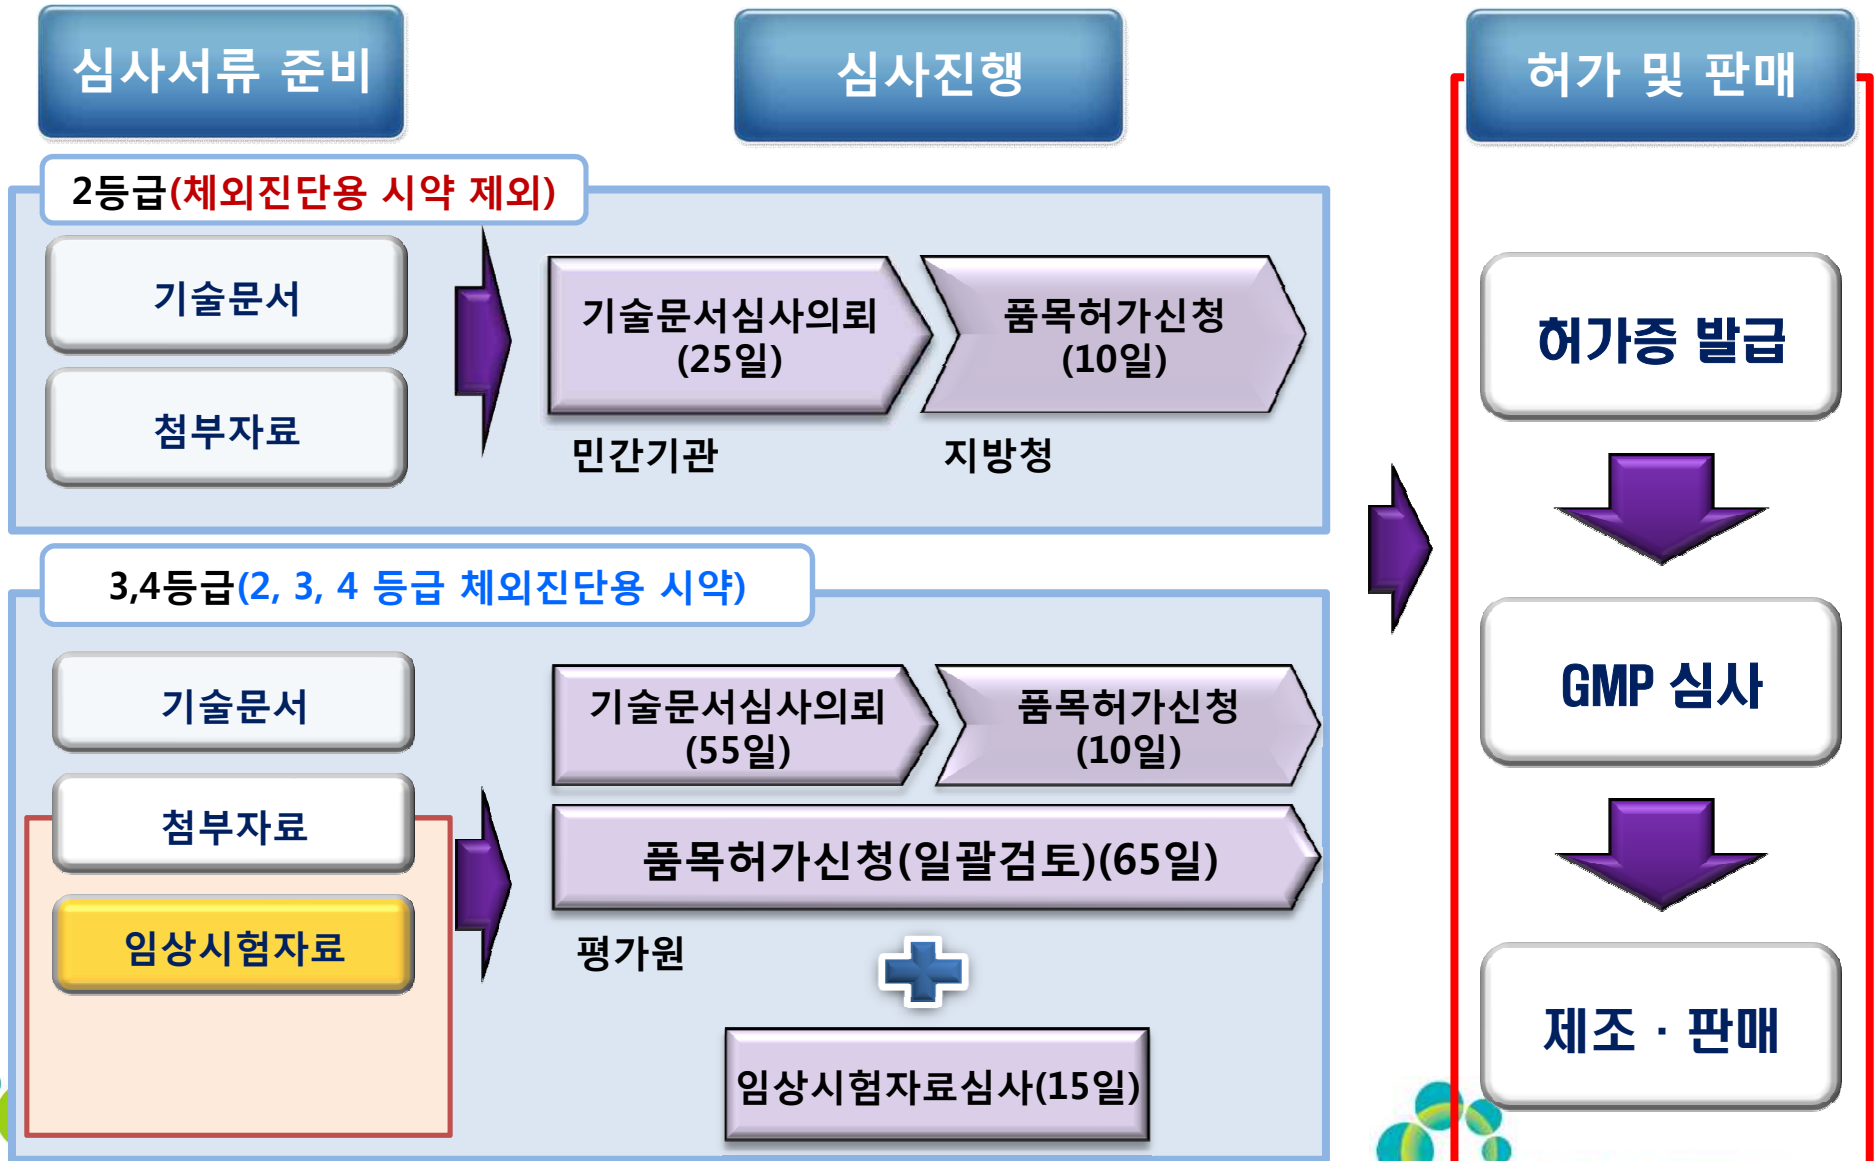 심사서류 준비
심사진행
허가 및 판매
2등급(체외진단용 시약 제외)
기술문서
첨부자료
기술문서심사의뢰
(25일)
품목허가신청
(10일)
민간기관
지방청
3,4등급(2, 3, 4 등급 체외진단용 시약)
기술문서
첨부자료
임상시험자료
기술문서심사의뢰
(55일)
품목허가신청
(10일)
품목허가신청(일괄검토)(65일)
평가원
임상시험자료심사(15일)
허가증 발급
GMP 심사
제조 · 판매